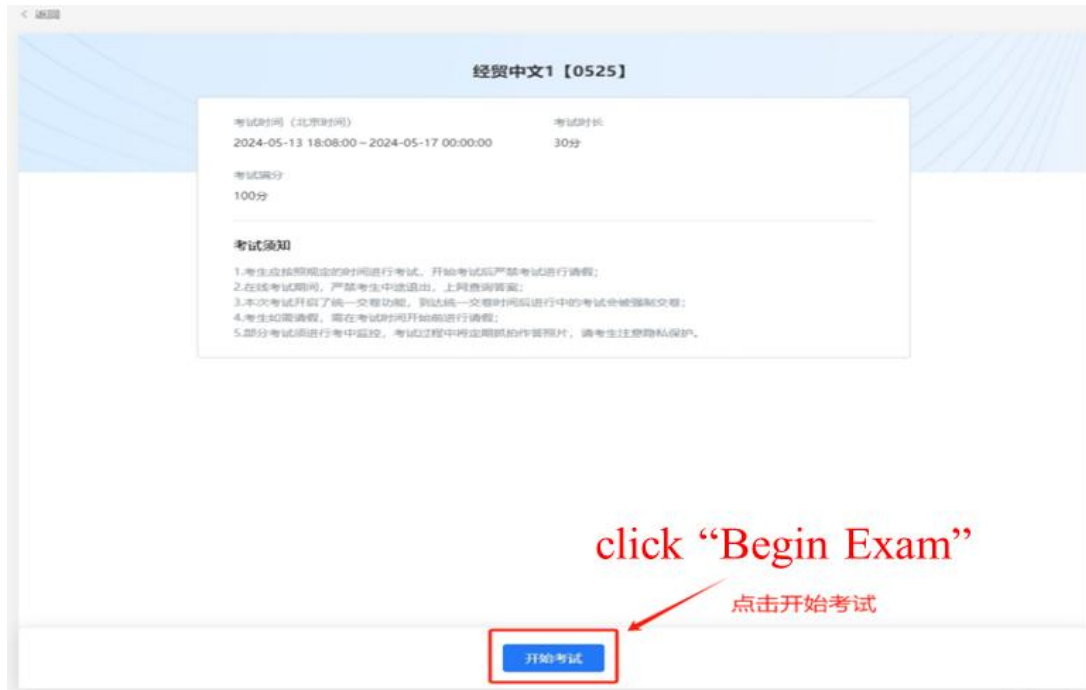 < 返回
经贸中文1【0525】
考试时间（北京时间） 考试时长
2024-05-13 18:08:00~2024-05-17 00:00:00 30分
考试满分
100分
考试须知
1.考生应按照规定的时间进行考试，开始考试后严禁考试进行请假；
2.在线考试期间，严禁考生中途退出，上网查询答案；
3.本次考试开启了统一交卷功能，到达统一交卷时间后进行中的考试会被强制交卷；
4.考生如需请假，需在考试时间开始前进行请假；
5.部分考试须进行考中监控，考试过程中将定期抓拍作答照片，请考生注意隐私保护。
click “Begin Exam”
点击开始考试
开始考试